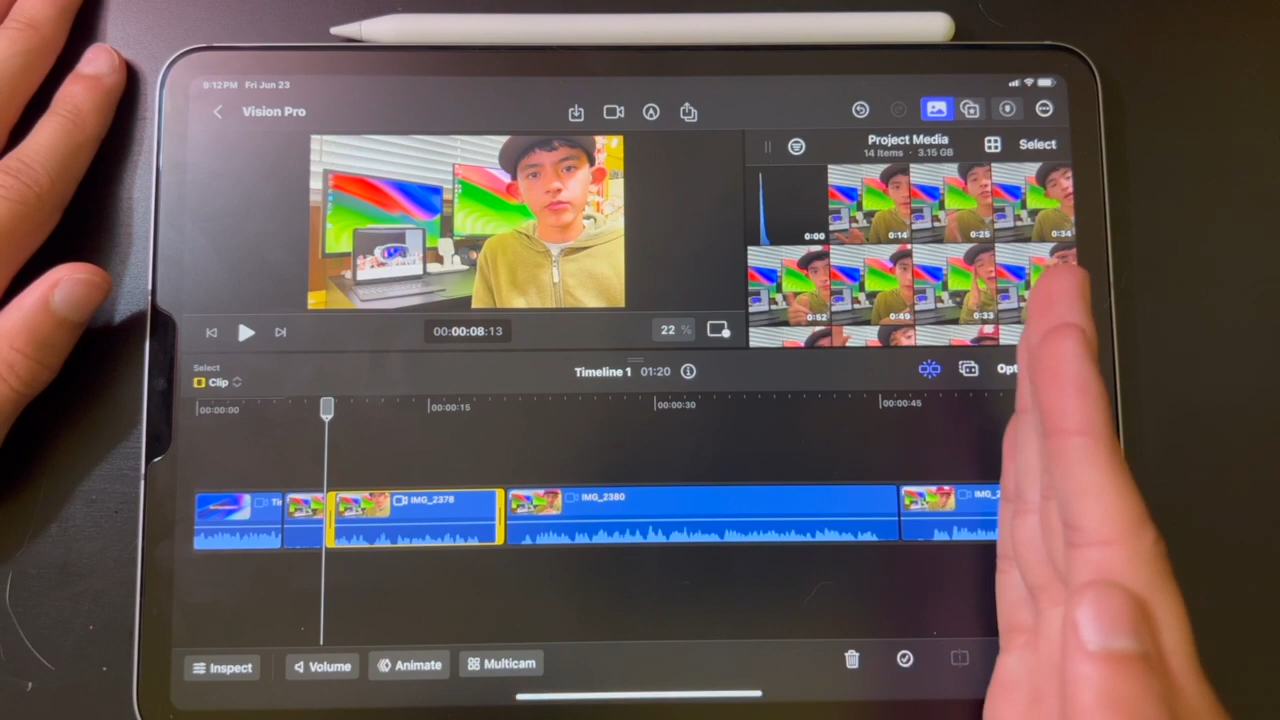 9:12 PM Fri Jun 23
Vision Pro
Project Media
14 Items · 3.15 GB
Select
0:00
0:14
0:25
0:34
0:52
0:49
0:33
00:00:08:13
22 %
Select
Clip
Timeline 1 01:20
00:00:00
00:00:15
00:00:30
00:00:45
IMG_2378
IMG_2380
IMG_2
Inspect
Volume
Animate
Multicam